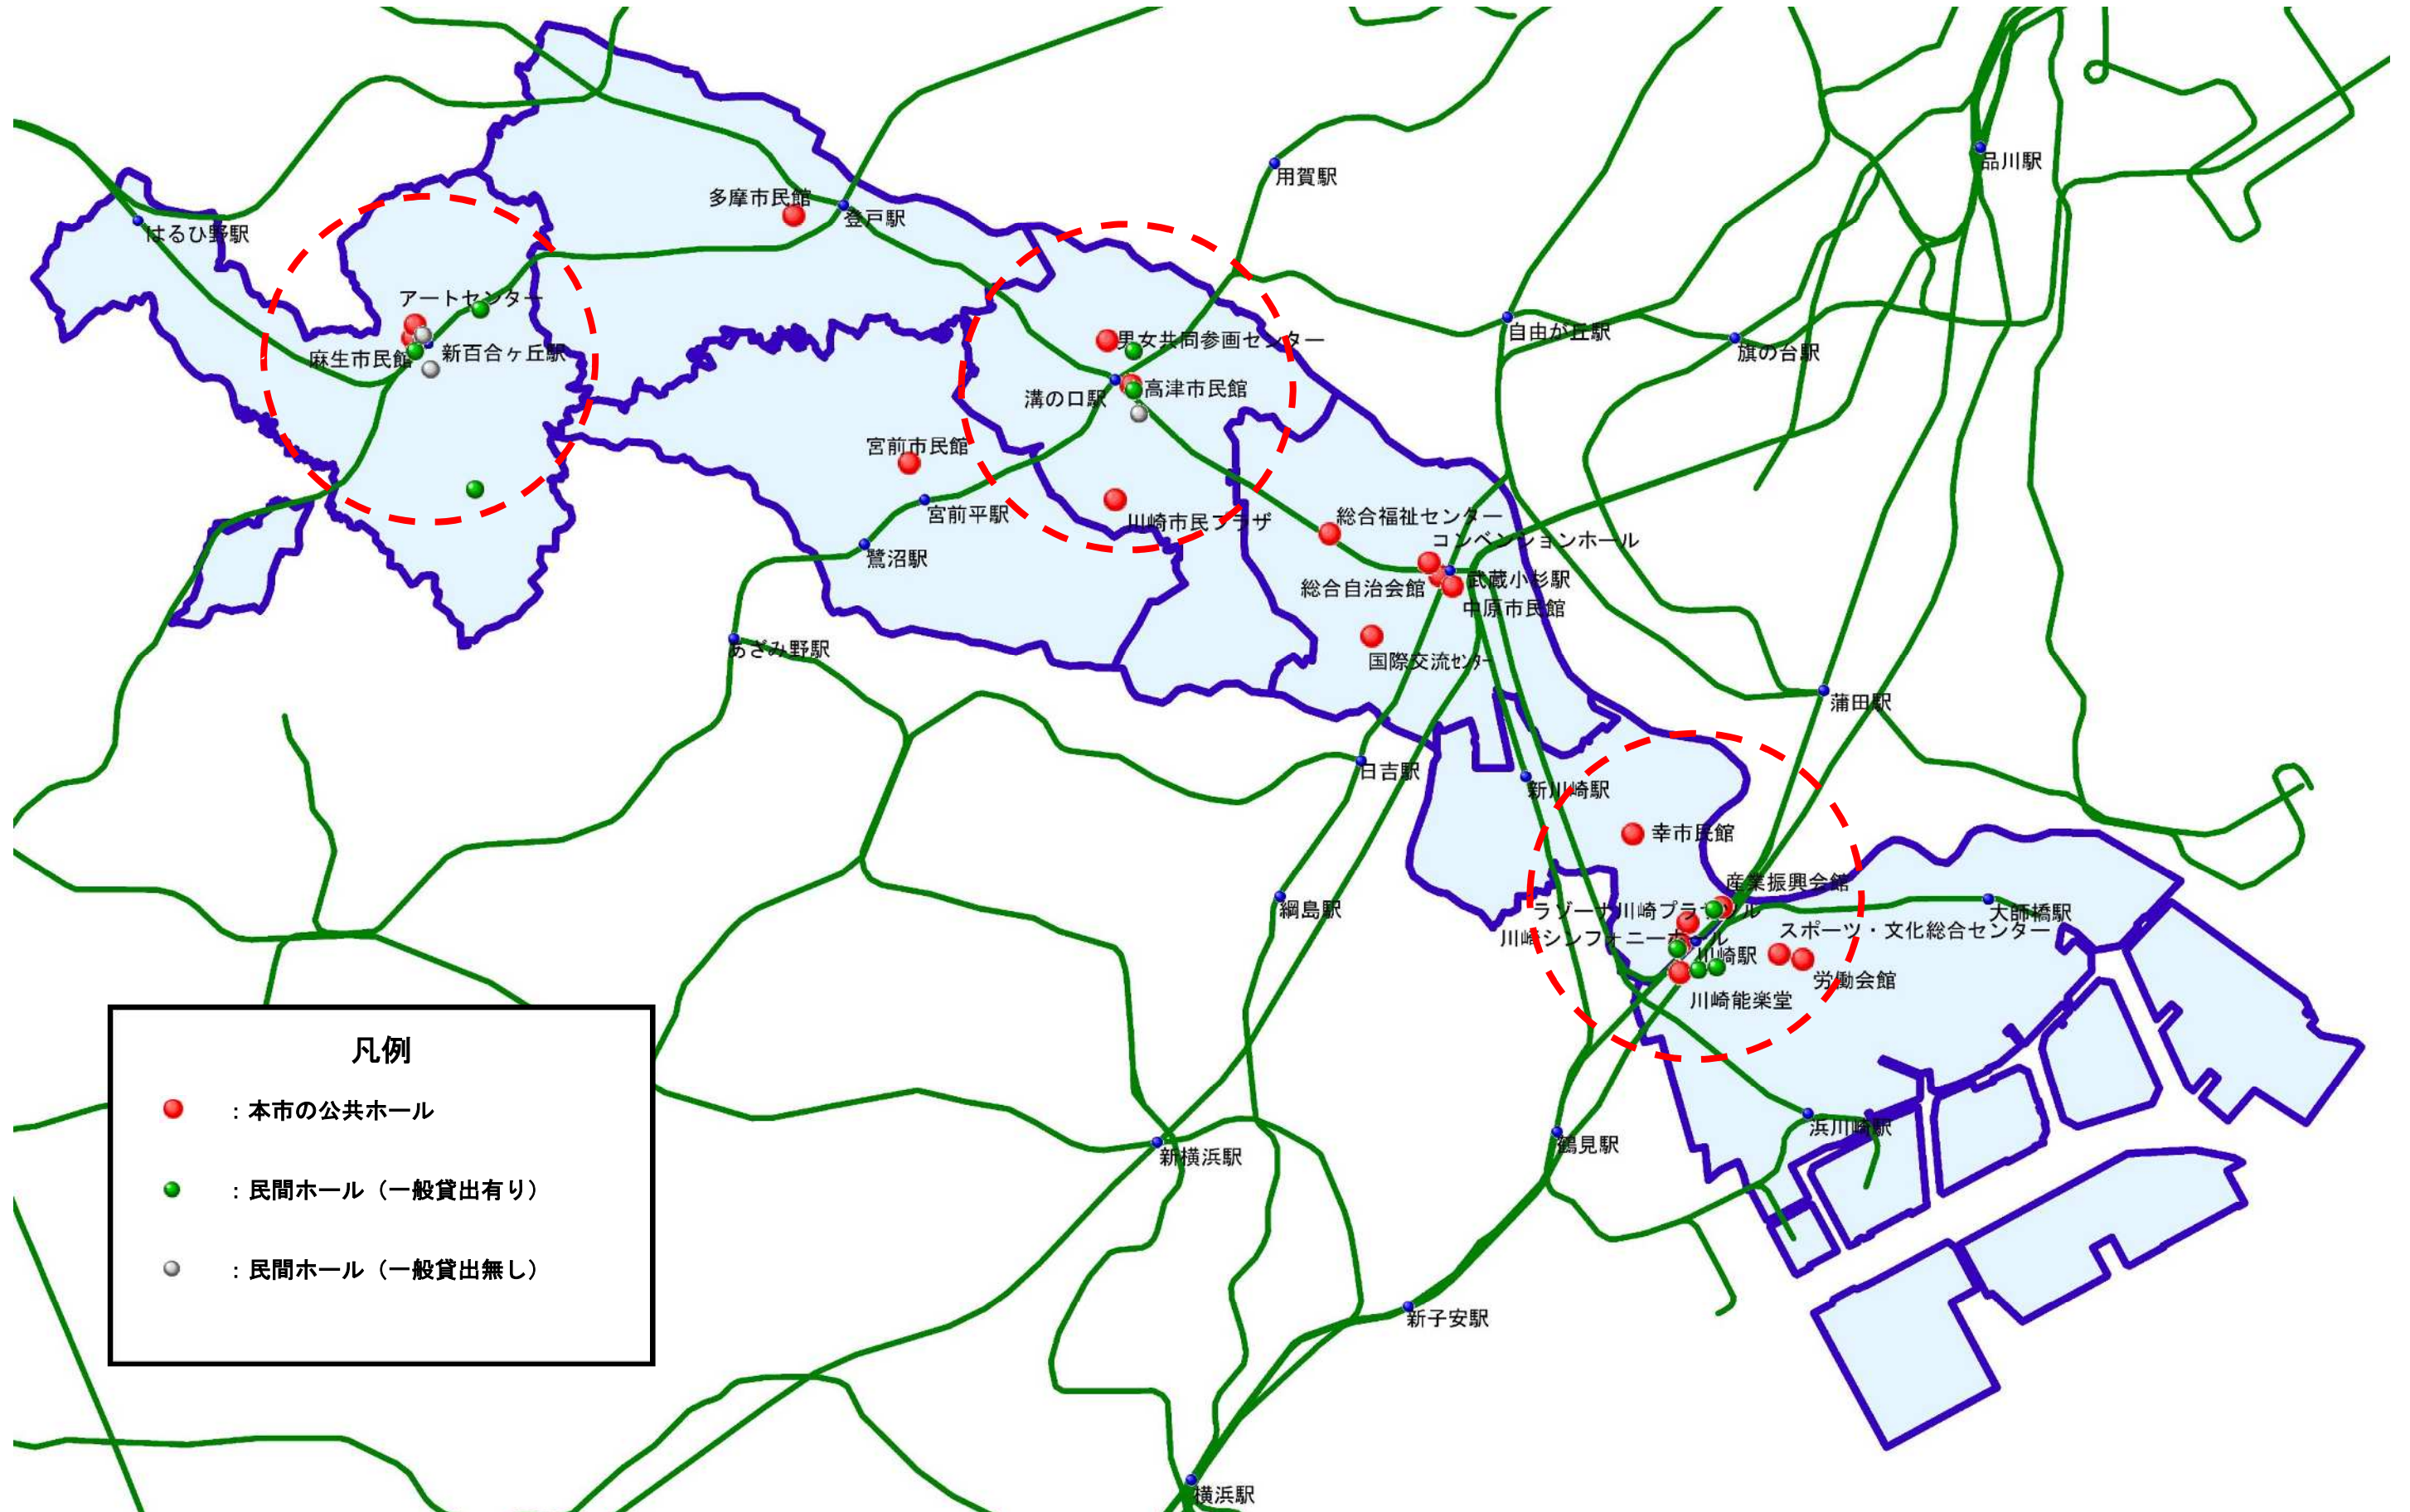 品川駅
用賀駅
多摩市民館
登戸駅
はるひ野駅
アートセンター
麻生市民館
新百合ヶ丘駅
男女共同参画センター
自由が丘駅
旗の台駅
溝の口駅
高津市民館
宮前市民館
宮前平駅
川崎市民プラザ
鷺沼駅
総合福祉センター
コンベンションホール
総合自治会館
武蔵小杉駅
中原市民館
あざみ野駅
国際交流センター
蒲田駅
日吉駅
新川崎駅
幸市民館
産業振興会館
綱島駅
ラゾーナ川崎プラザソル
大師橋駅
川崎シンフォニーホール
スポーツ・文化総合センター
川崎駅
労働会館
川崎能楽堂
浜川崎駅
鶴見駅
新横浜駅
新子安駅
横浜駅
凡例
：本市の公共ホール
：民間ホール（一般貸出有り）
：民間ホール（一般貸出無し）